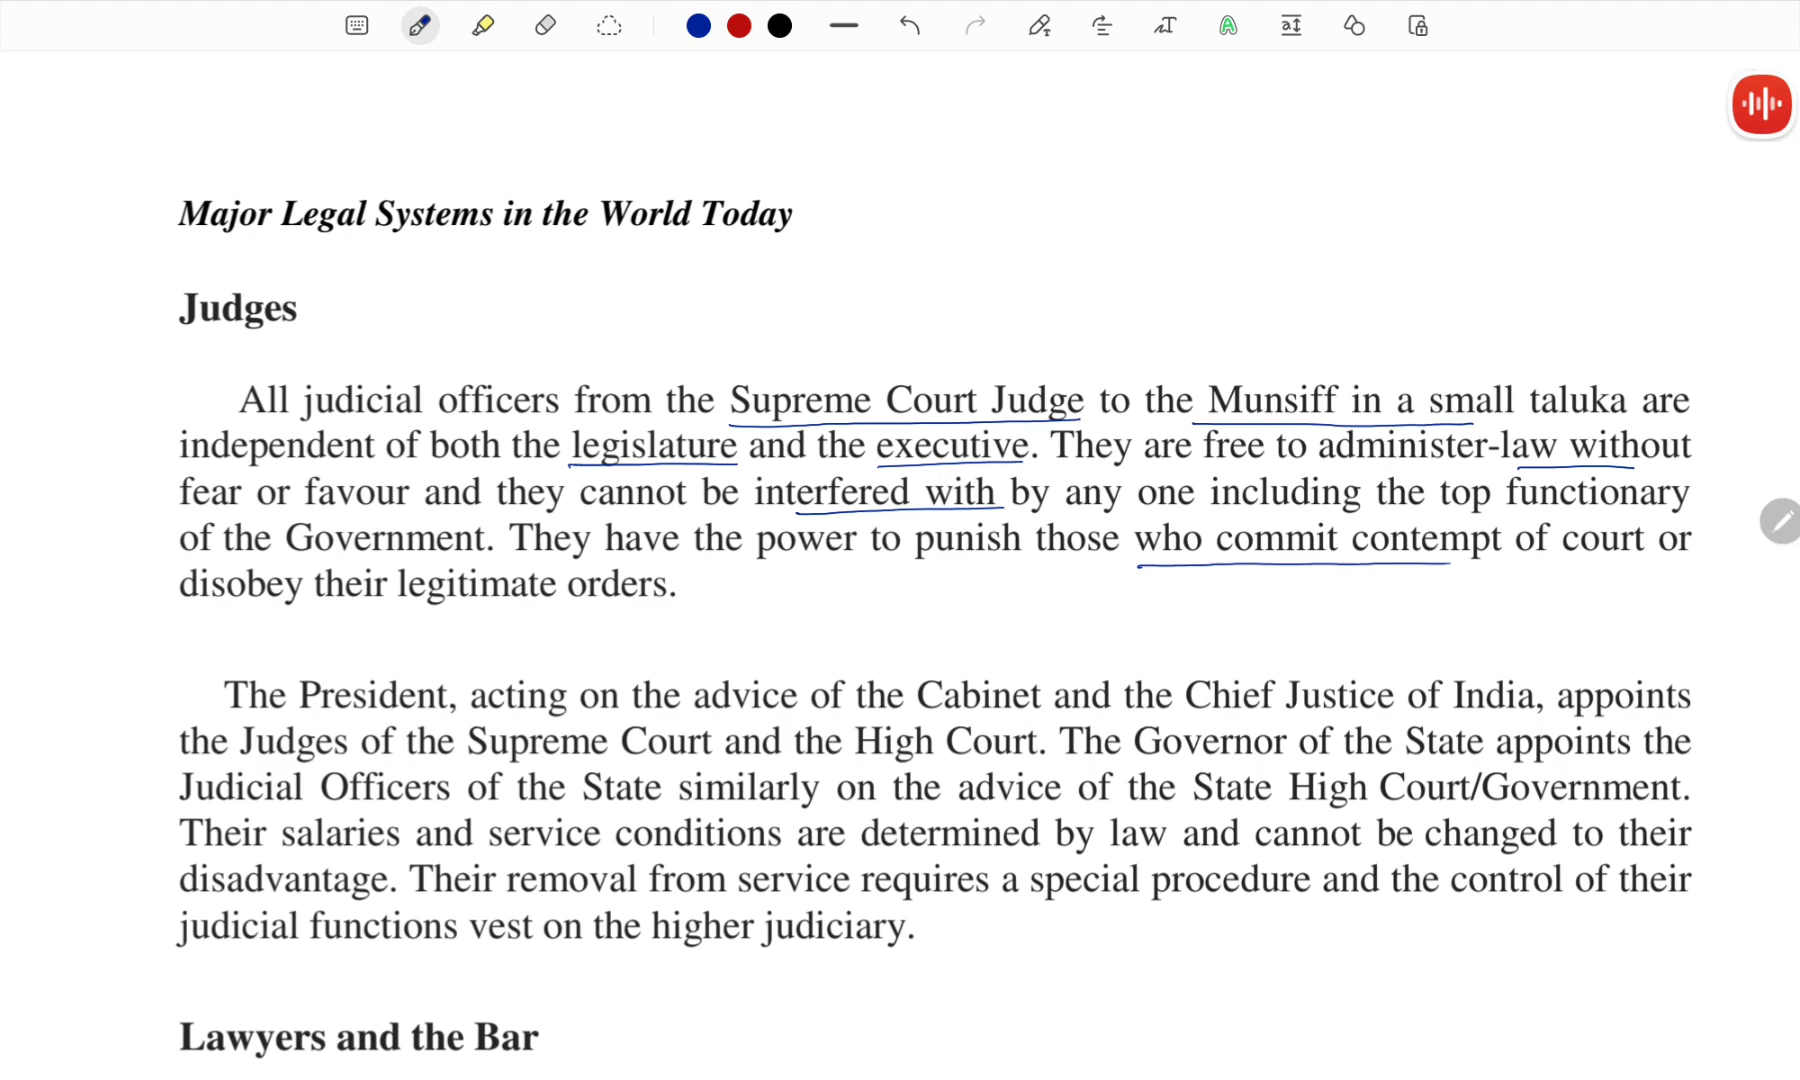 Major Legal Systems in the World Today
Judges
All judicial officers from the Supreme Court Judge to the Munsiff in a small taluka are
independent of both the legislature and the executive. They are free to administer-law without
fear or favour and they cannot be interfered with by any one including the top functionary
of the Government. They have the power to punish those who commit contempt of court or
disobey their legitimate orders.
The President, acting on the advice of the Cabinet and the Chief Justice of India, appoints
the Judges of the Supreme Court and the High Court. The Governor of the State appoints the
Judicial Officers of the State similarly on the advice of the State High Court/Government.
Their salaries and service conditions are determined by law and cannot be changed to their
disadvantage. Their removal from service requires a special procedure and the control of their
judicial functions vest on the higher judiciary.
Lawyers and the Bar